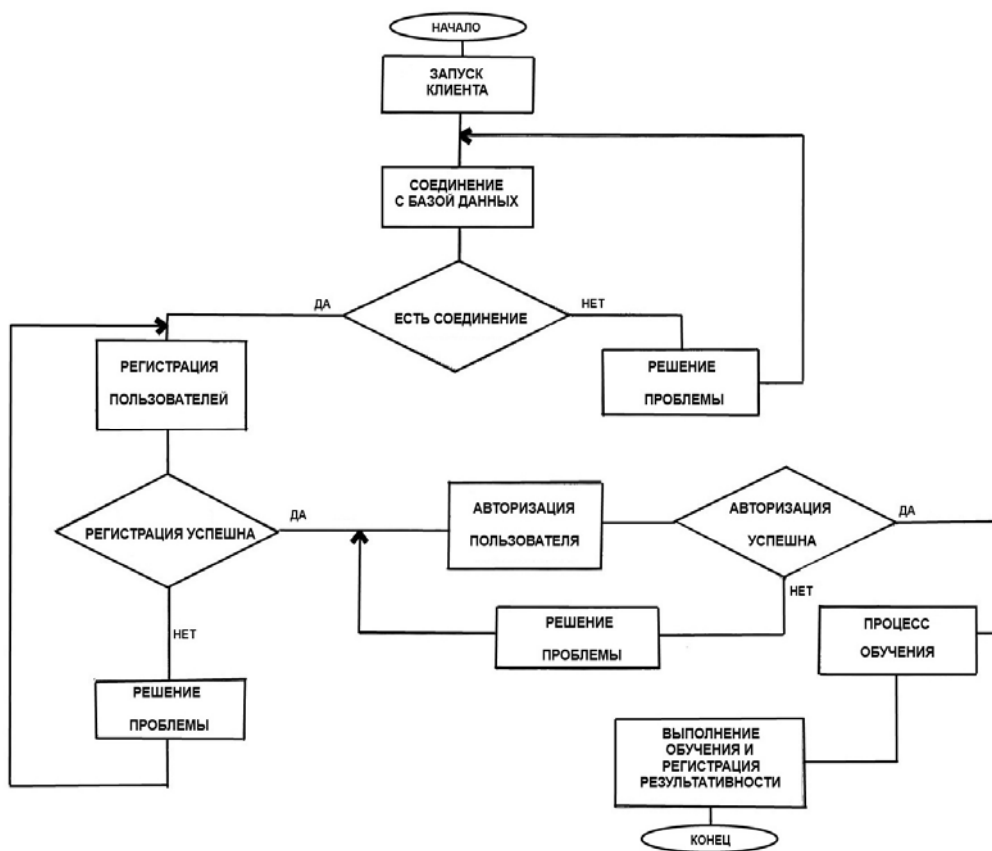 НАЧАЛО
ЗАПУСК
КЛИЕНТА
СОЕДИНЕНИЕ
С БАЗОЙ ДАННЫХ
ДА
НЕТ
ЕСТЬ СОЕДИНЕНИЕ
РЕГИСТРАЦИЯ
ПОЛЬЗОВАТЕЛЕЙ
РЕШЕНИЕ
ПРОБЛЕМЫ
РЕГИСТРАЦИЯ УСПЕШНА
ДА
АВТОРИЗАЦИЯ
ПОЛЬЗОВАТЕЛЯ
АВТОРИЗАЦИЯ
УСПЕШНА
ДА
НЕТ
НЕТ
РЕШЕНИЕ
ПРОБЛЕМЫ
ПРОЦЕСС
ОБУЧЕНИЯ
РЕШЕНИЕ
ПРОБЛЕМЫ
ВЫПОЛНЕНИЕ
ОБУЧЕНИЯ И
РЕГИСТРАЦИЯ
РЕЗУЛЬТАТИВНОСТИ
КОНЕЦ